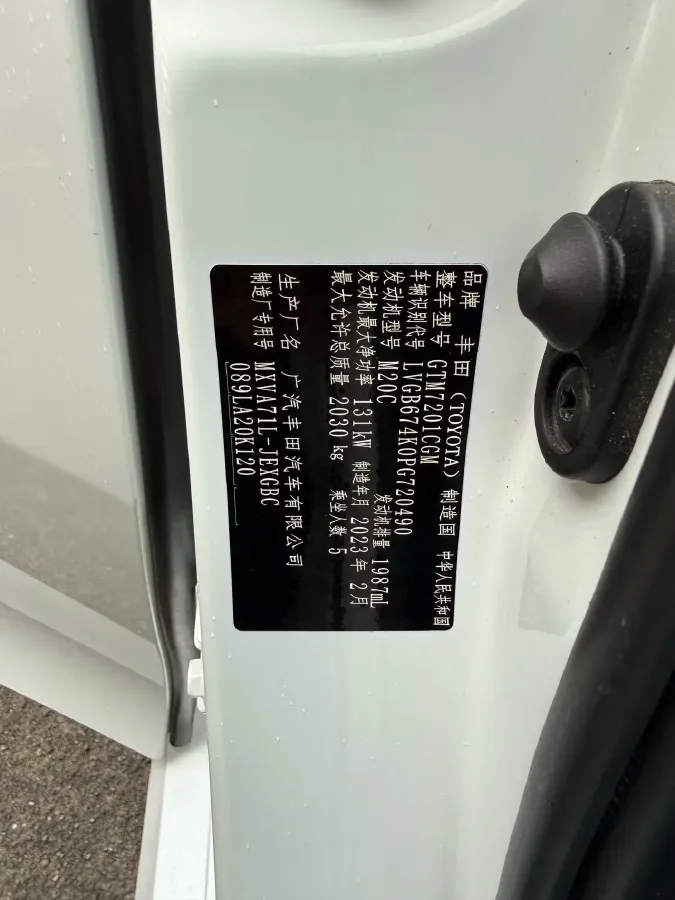 品牌 丰田 (TOYOTA) 制造国 中华人民共和国
整车型号 GTM7201CGM
车辆识别代号 LVGB674K0PG720490
发动机型号 M20C 发动机排量 1987mL
发动机最大净功率 131kW 制造年月 2023年2月
最大允许总质量 2030 kg 乘坐人数 5
生产厂名 广汽丰田汽车有限公司
制造厂专用号 MXVA71L-JEXGBC
089LA20K120